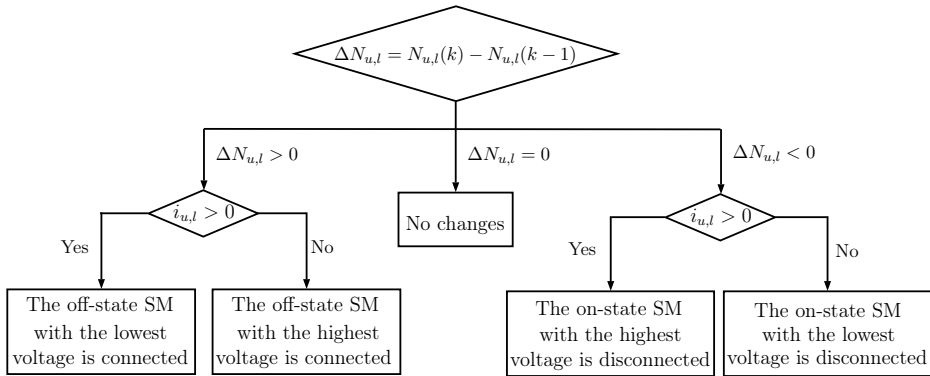 ΔN_{u,l} = N_{u,l}(k) − N_{u,l}(k − 1)
ΔN_{u,l} > 0
ΔN_{u,l} = 0
ΔN_{u,l} < 0
i_{u,l} > 0
No changes
i_{u,l} > 0
Yes
No
Yes
No
The off-state SM
with the lowest
voltage is connected
The off-state SM
with the highest
voltage is connected
The on-state SM
with the highest
voltage is disconnected
The on-state SM
with the lowest
voltage is disconnected